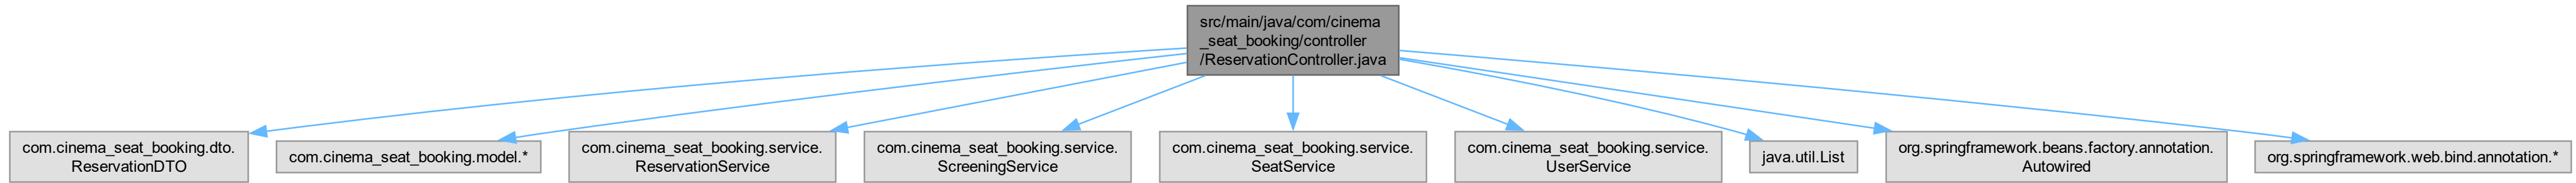 src/main/java/com/cinema
_seat_booking/controller
/ReservationController.java
com.cinema_seat_booking.dto.
ReservationDTO
com.cinema_seat_booking.model.*
com.cinema_seat_booking.service.
ReservationService
com.cinema_seat_booking.service.
ScreeningService
com.cinema_seat_booking.service.
SeatService
com.cinema_seat_booking.service.
UserService
java.util.List
org.springframework.beans.factory.annotation.
Autowired
org.springframework.web.bind.annotation.*